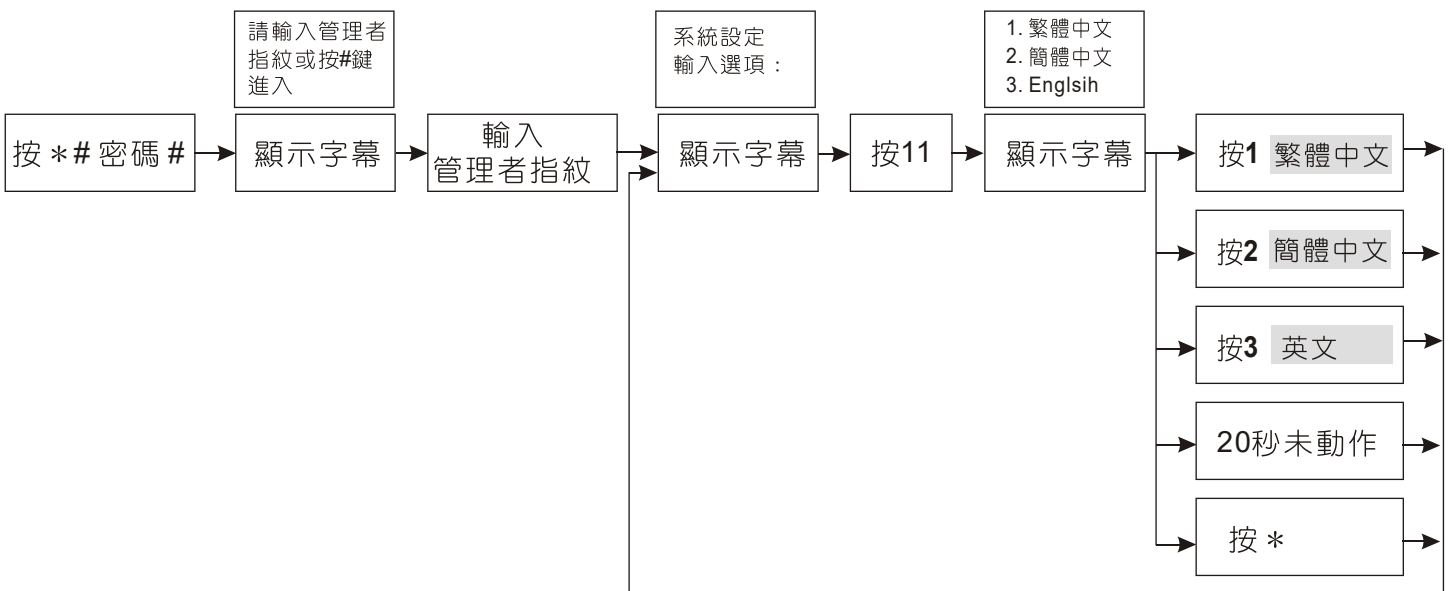 請輸入管理者
指紋或按#鍵
進入
系統設定
輸入選項：
1. 繁體中文
2. 簡體中文
3. Englsih
按＊# 密碼 #
顯示字幕
輸入
管理者指紋
顯示字幕
按11
顯示字幕
按1 繁體中文
按2 簡體中文
按3 英文
20秒未動作
按＊